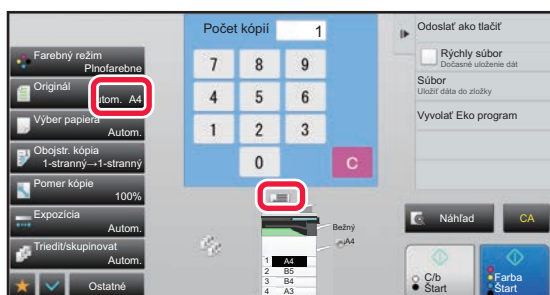 Počet kópií 1
Farebný režim
Plnofarebne
Originál
utom. A4
Výber papiera
Autom.
Obojstr. kópia
1-stranný→1-stranný
Pomer kópie
100%
Expozícia
Autom.
Triediť/skupinovat
Autom.
Ostatné
7 8 9
4 5 6
1 2 3
0 C
Bežný
A4
1 A4
2 B5
3 B4
4 A3
Odoslať ako tlačiť
Rýchly súbor
Dočasné uloženie dát
Súbor
Uložiť dáta do zložky
Vyvolať Eko program
Náhľad
CA
C/b
Štart
Farba
Štart